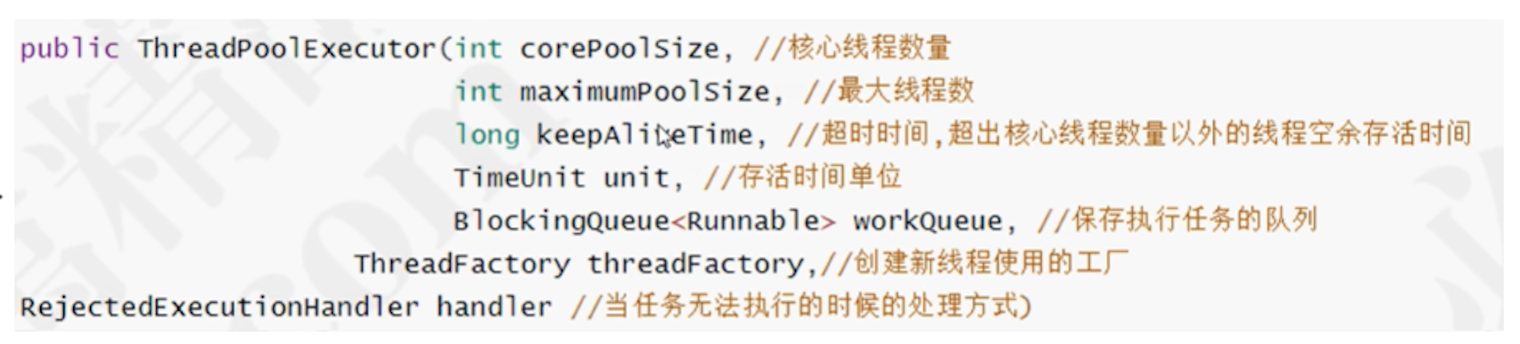 public ThreadPoolExecutor(int corePoolSize, //核心线程数量
int maximumPoolSize, //最大线程数
long keepAliveTime, //超时时间,超出核心线程数量以外的线程空余存活时间
TimeUnit unit, //存活时间单位
BlockingQueue<Runnable> workQueue, //保存执行任务的队列
ThreadFactory threadFactory,//创建新线程使用的工厂
RejectedExecutionHandler handler //当任务无法执行的时候的处理方式)